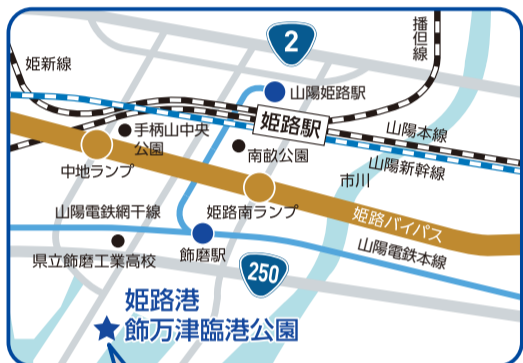 2
播但線
姫新線
山陽姫路駅
姫路駅
手柄山中央
公園
南畝公園
山陽本線
山陽新幹線
中地ランプ
市川
山陽電鉄網干線
姫路南ランプ
姫路バイパス
県立飾磨工業高校
飾磨駅
山陽電鉄本線
250
姫路港
飾万津臨港公園